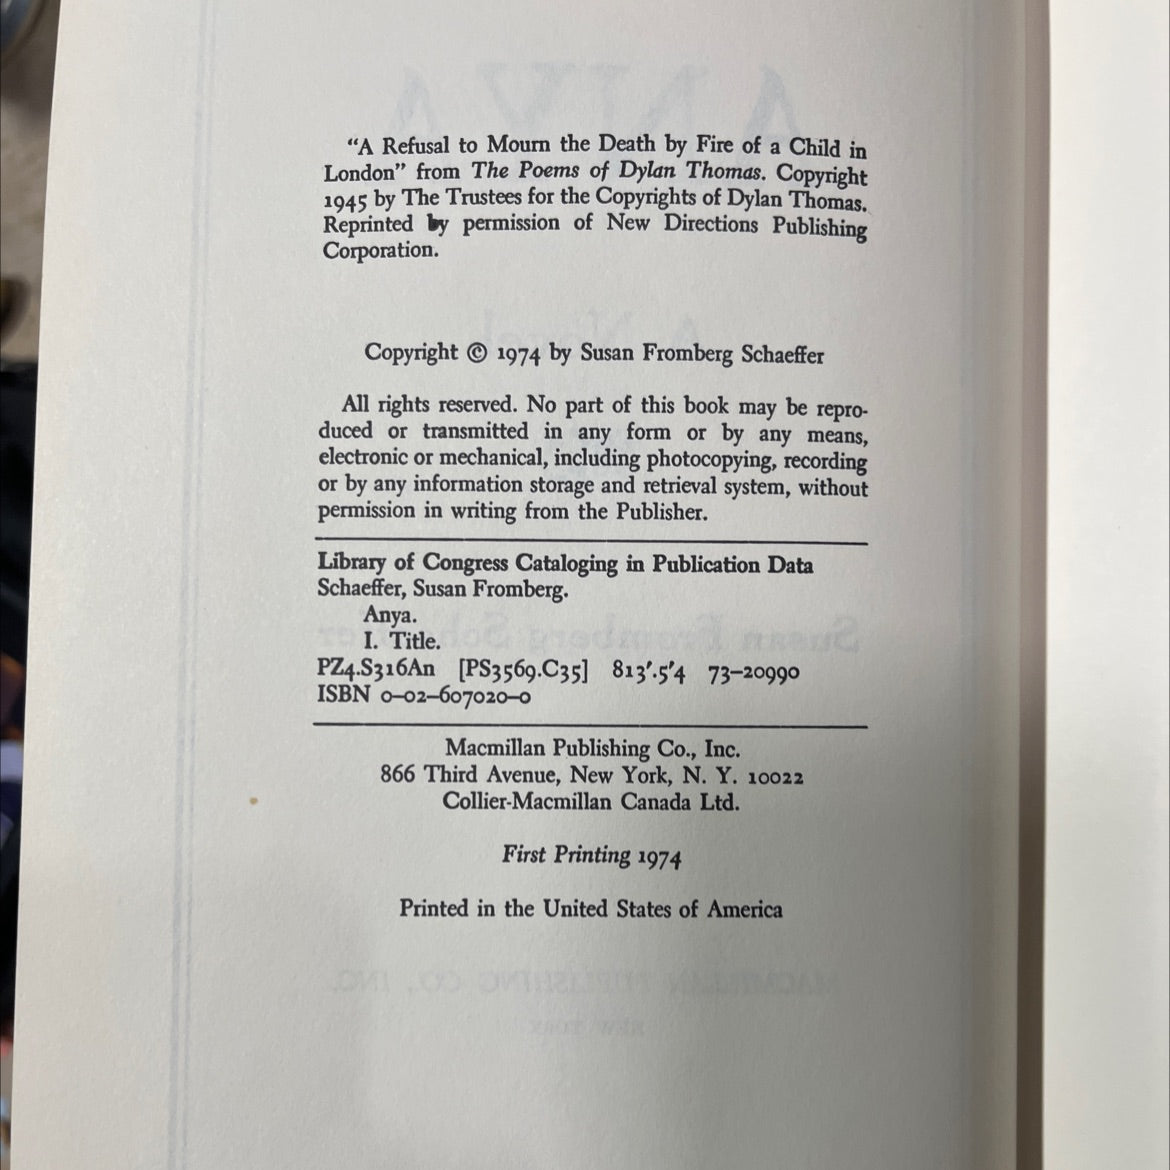 “A Refusal to Mourn the Death by Fire of a Child in
London” from The Poems of Dylan Thomas. Copyright
1945 by The Trustees for the Copyrights of Dylan Thomas.
Reprinted by permission of New Directions Publishing
Corporation.
Copyright © 1974 by Susan Fromberg Schaeffer
All rights reserved. No part of this book may be repro-
duced or transmitted in any form or by any means,
electronic or mechanical, including photocopying, recording
or by any information storage and retrieval system, without
permission in writing from the Publisher.
Library of Congress Cataloging in Publication Data
Schaeffer, Susan Fromberg.
Anya.
I. Title.
PZ4.S316An [PS3569.C35] 813′.5′4 73–20990
ISBN 0–02–607020–0
Macmillan Publishing Co., Inc.
866 Third Avenue, New York, N. Y. 10022
Collier-Macmillan Canada Ltd.
First Printing 1974
Printed in the United States of America